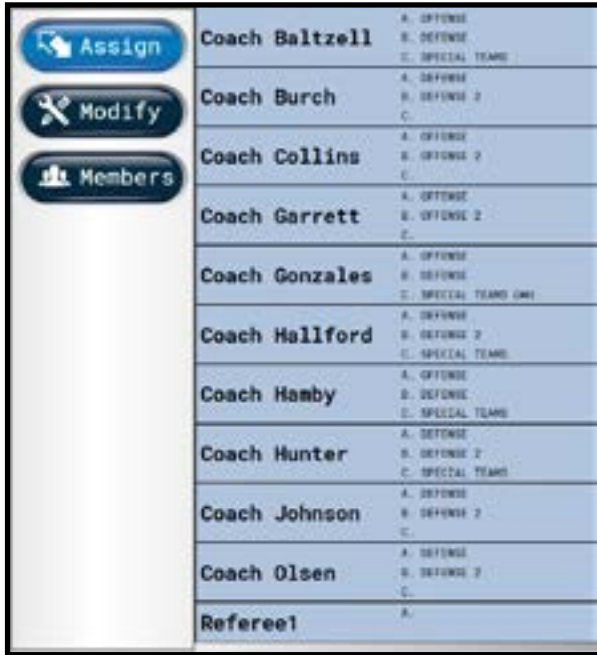 Assign
Modify
Members
Coach Baltzell
A. OFFENSE
B. DEFENSE
C. SPECIAL TEAMS
Coach Burch
A. DEFENSE
B. DEFENSE 2
C.
Coach Collins
A. OFFENSE
B. OFFENSE 2
C.
Coach Garrett
A. OFFENSE
B. OFFENSE 2
C.
Coach Gonzales
A. OFFENSE
B. DEFENSE
C. SPECIAL TEAMS
Coach Hallford
A. DEFENSE
B. DEFENSE 2
C. SPECIAL TEAMS
Coach Hamby
A. OFFENSE
B. DEFENSE
C. SPECIAL TEAMS
Coach Hunter
A. DEFENSE
B. DEFENSE 2
C. SPECIAL TEAMS
Coach Johnson
A. DEFENSE
B. DEFENSE 2
C.
Coach Olsen
A. DEFENSE
B. DEFENSE 2
C.
Referee1
A.